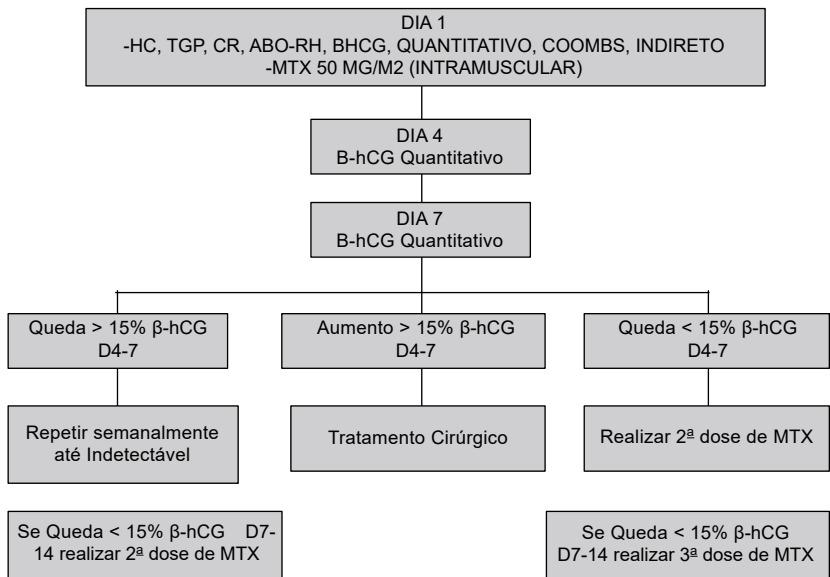 DIA 1
-HC, TGP, CR, ABO-RH, BHCG, QUANTITATIVO, COOMBS, INDIRETO
-MTX 50 MG/M2 (INTRAMUSCULAR)
DIA 4
B-hCG Quantitativo
DIA 7
B-hCG Quantitativo
Queda > 15% β-hCG
D4-7
Aumento > 15% β-hCG
D4-7
Queda < 15% β-hCG
D4-7
Repetir semanalmente
até Indetectável
Tratamento Cirúrgico
Realizar 2ª dose de MTX
Se Queda < 15% β-hCG D7-
14 realizar 2ª dose de MTX
Se Queda < 15% β-hCG
D7-14 realizar 3ª dose de MTX